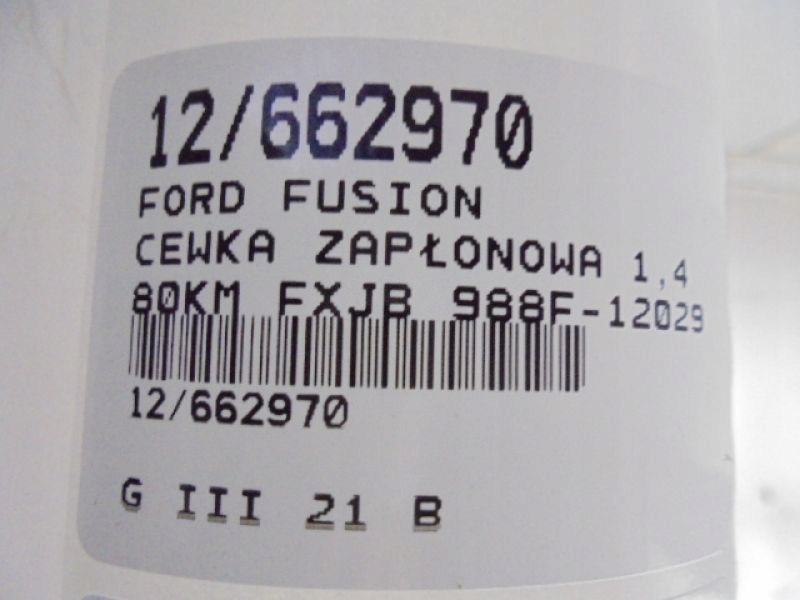 12/662970
FORD FUSION
CEWKA ZAPŁONOWA 1,4
80KM FXJB 988F-12029
12/662970
G III 21 B